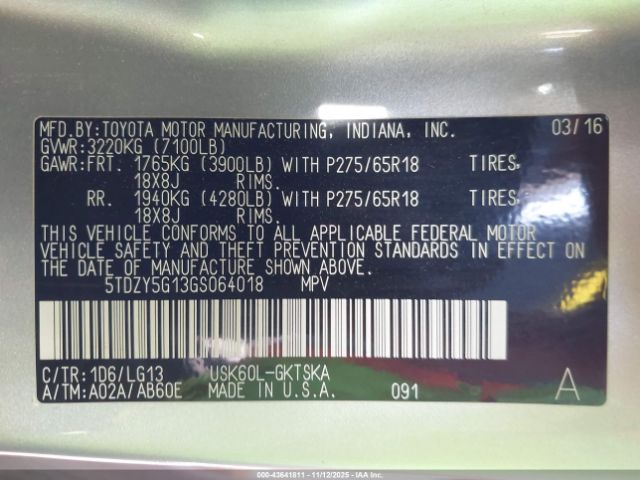 MFD.BY:TOYOTA MOTOR MANUFACTURING, INDIANA, INC. 03/16
GVWR:3220KG (7100LB)
GAWR:FRT. 1765KG (3900LB) WITH P275/65R18 TIRES,
18X8J RIMS.
RR. 1940KG (4280LB) WITH P275/65R18 TIRES,
18X8J RIMS.
THIS VEHICLE CONFORMS TO ALL APPLICABLE FEDERAL MOTOR
VEHICLE SAFETY AND THEFT PREVENTION STANDARDS IN EFFECT ON
THE DATE OF MANUFACTURE SHOWN ABOVE.
5TDZY5G13GS064018 MPV
C/TR:1D6/LG13 USK60L-GKTSKA
A/TM:A02A/AB60E MADE IN U.S.A. 091 A
000-43641811 - 11/12/2025 - IAAI.com